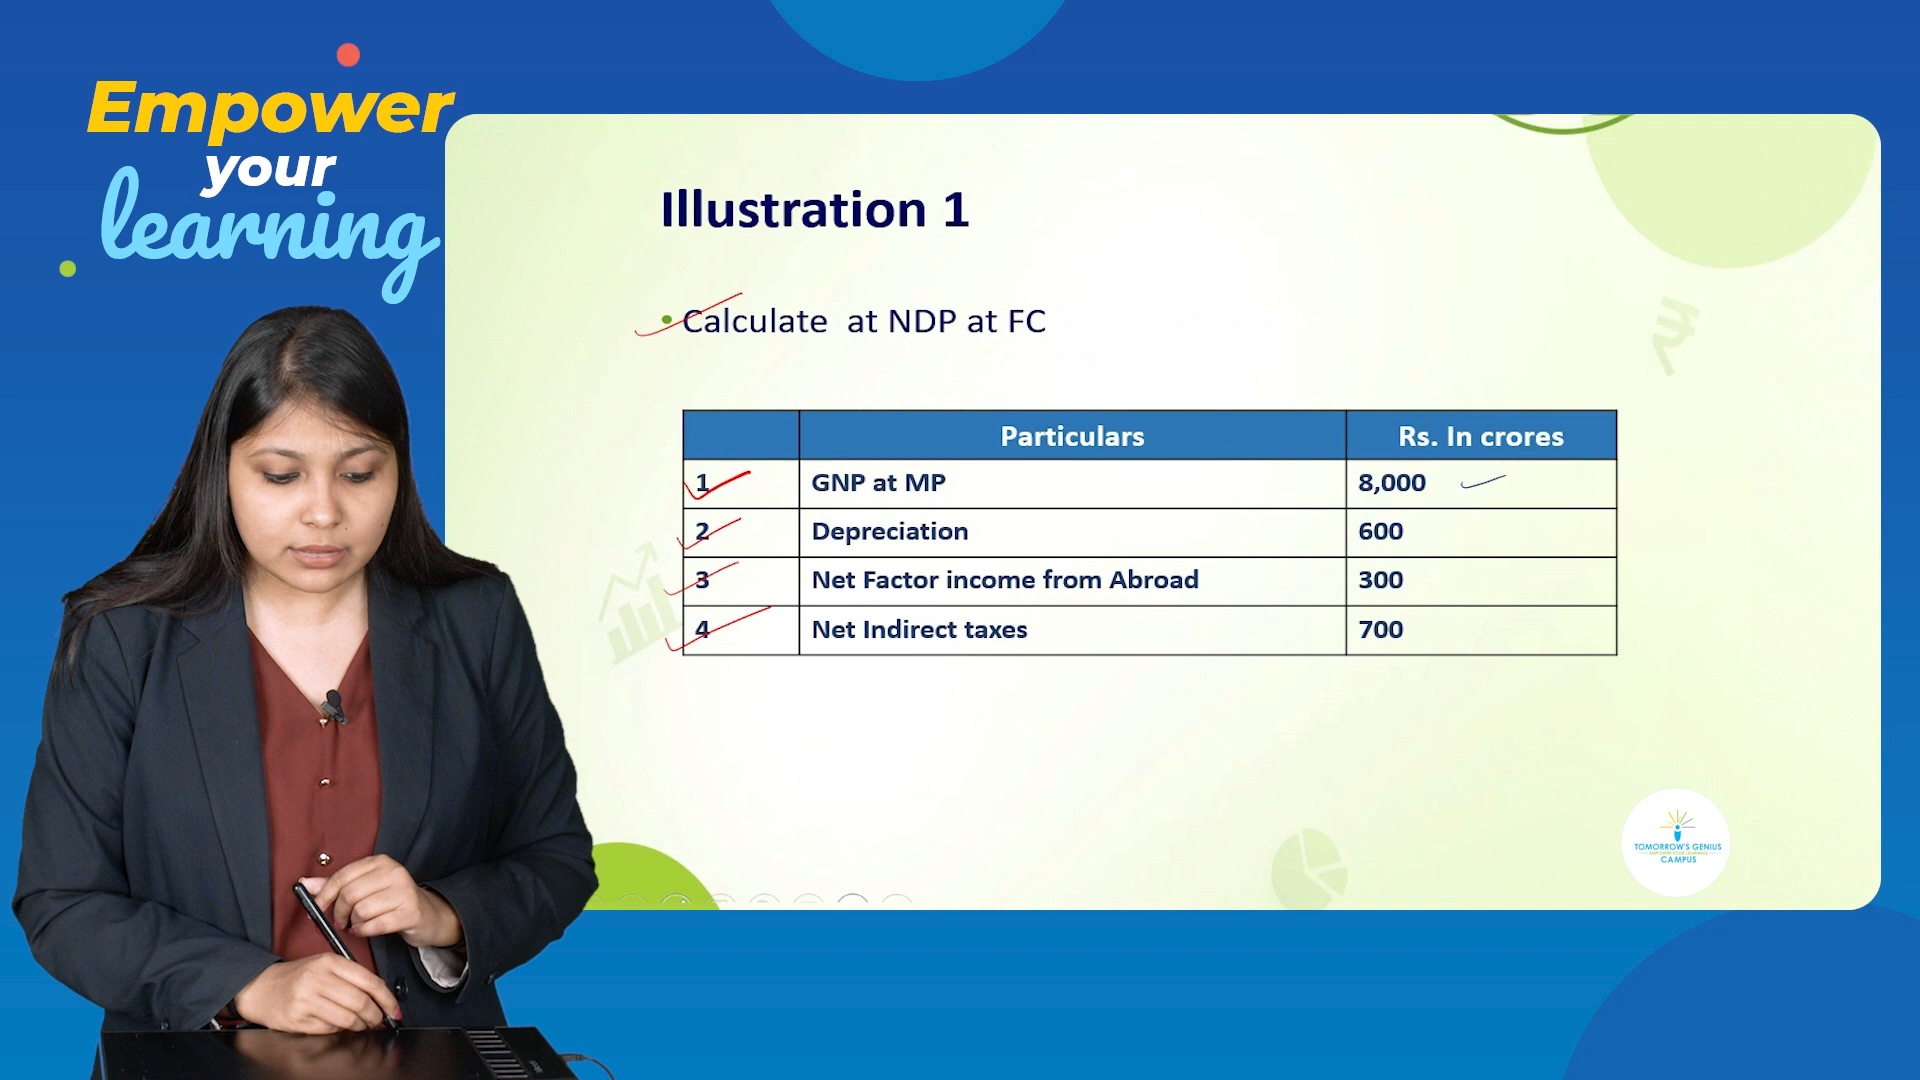 Empower
your
learning
Illustration 1
• Calculate at NDP at FC
Particulars Rs. In crores
1 GNP at MP 8,000
2 Depreciation 600
3 Net Factor income from Abroad 300
4 Net Indirect taxes 700
TOMORROW'S GENIUS
CAMPUS